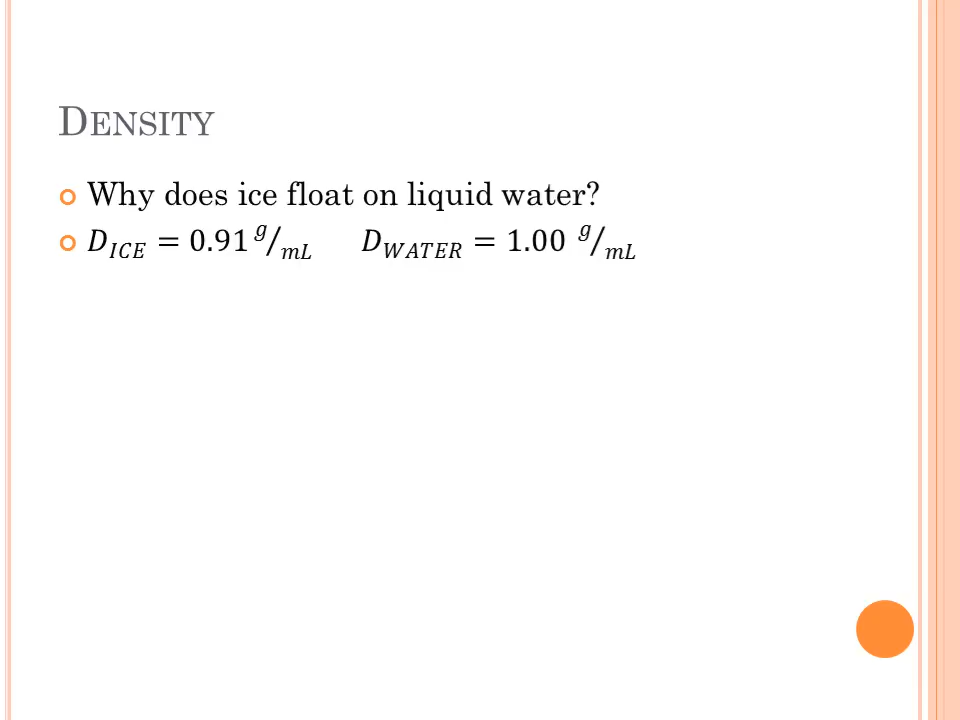 DENSITY
Why does ice float on liquid water?
D_ICE = 0.91 g/mL D_WATER = 1.00 g/mL